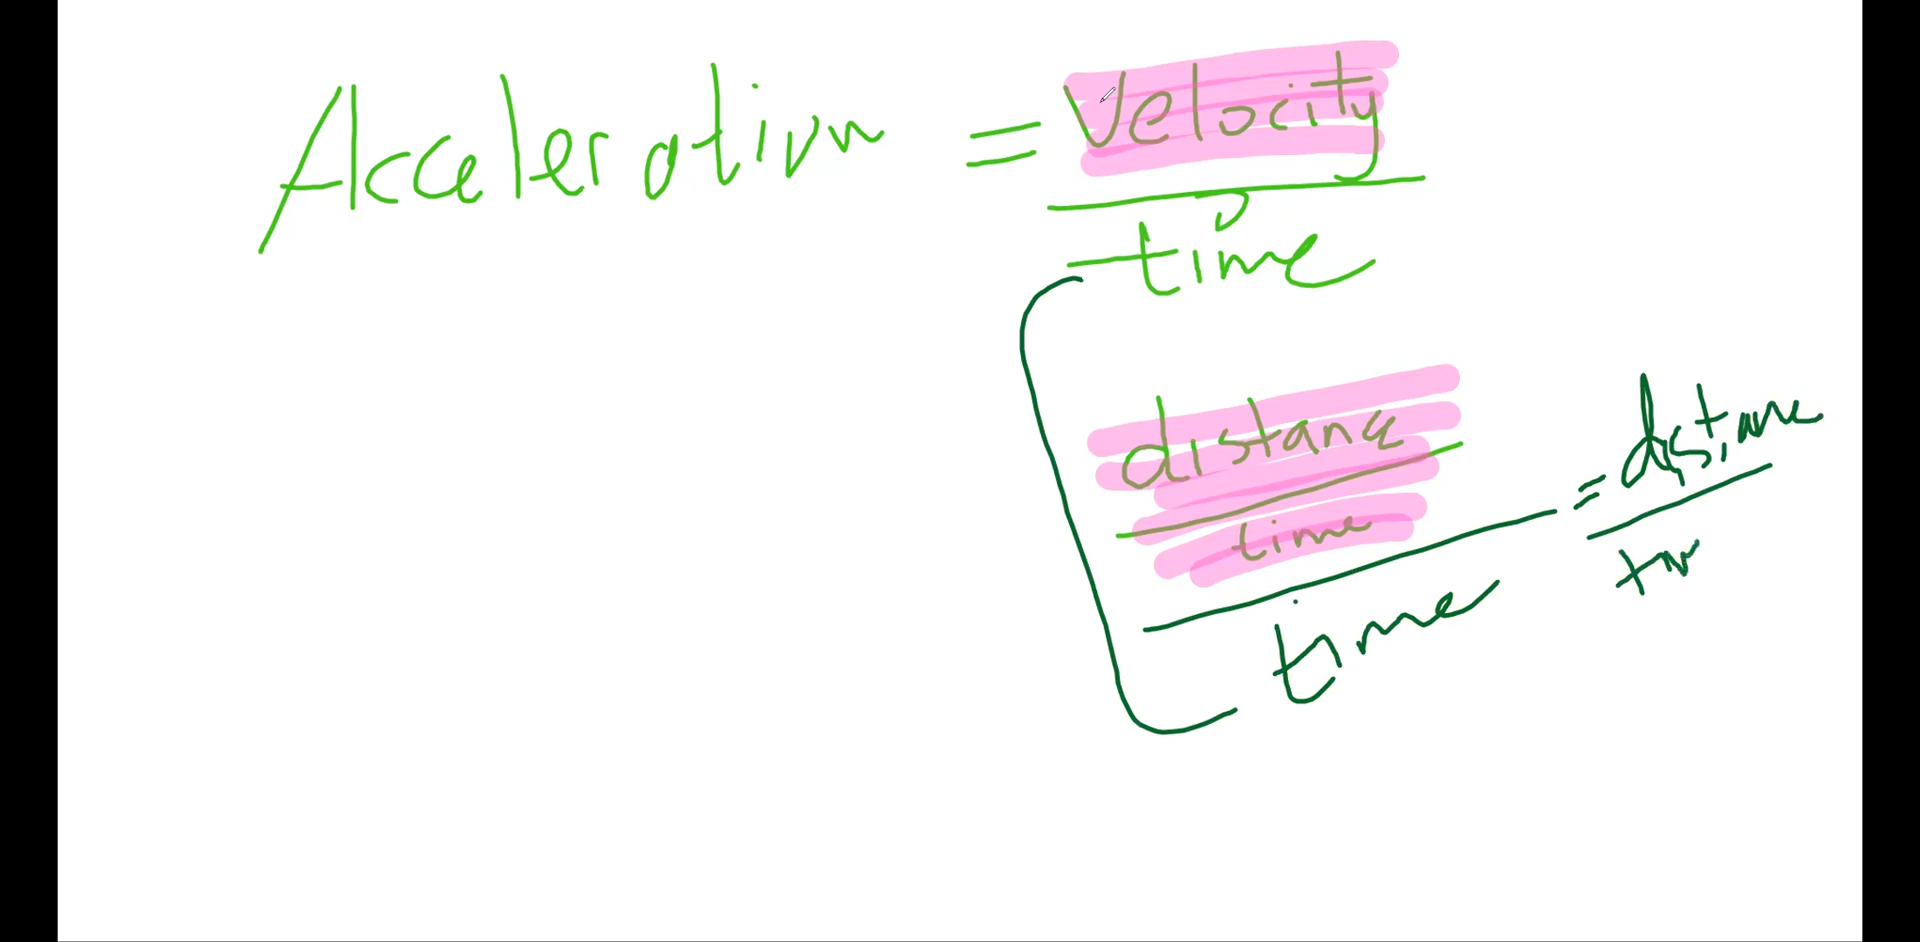 Acceleration = Velocity
time
distance
time
time
= distance